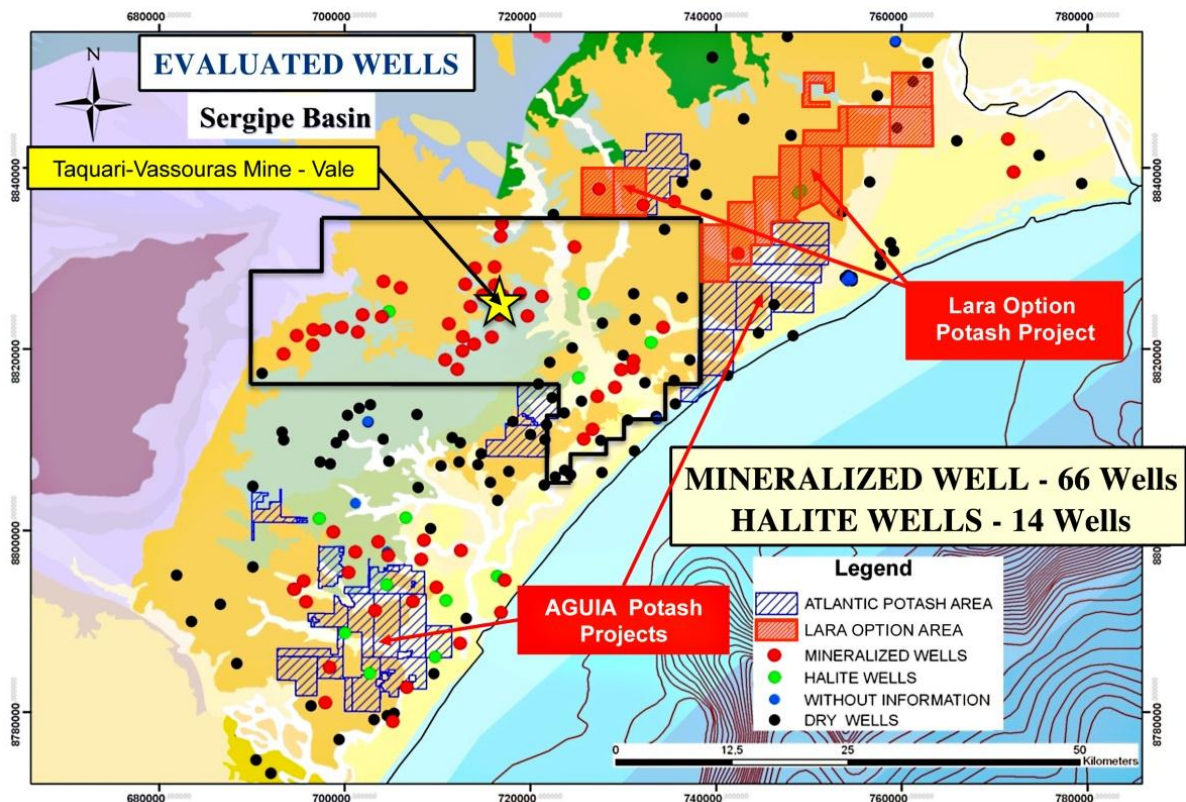 680000
700000
720000
740000
760000
780000
N
EVALUATED WELLS
Sergipe Basin
Taquari-Vassouras Mine - Vale
8840000
8840000
8820000
8820000
8800000
8780000
8780000
Lara Option
Potash Project
MINERALIZED WELL - 66 Wells
HALITE WELLS - 14 Wells
AGUIA Potash
Projects
Legend
ATLANTIC POTASH AREA
LARA OPTION AREA
MINERALIZED WELLS
HALITE WELLS
WITHOUT INFORMATION
DRY WELLS
0
12.5
25
50
Kilometers
680000
700000
720000
740000
760000
780000